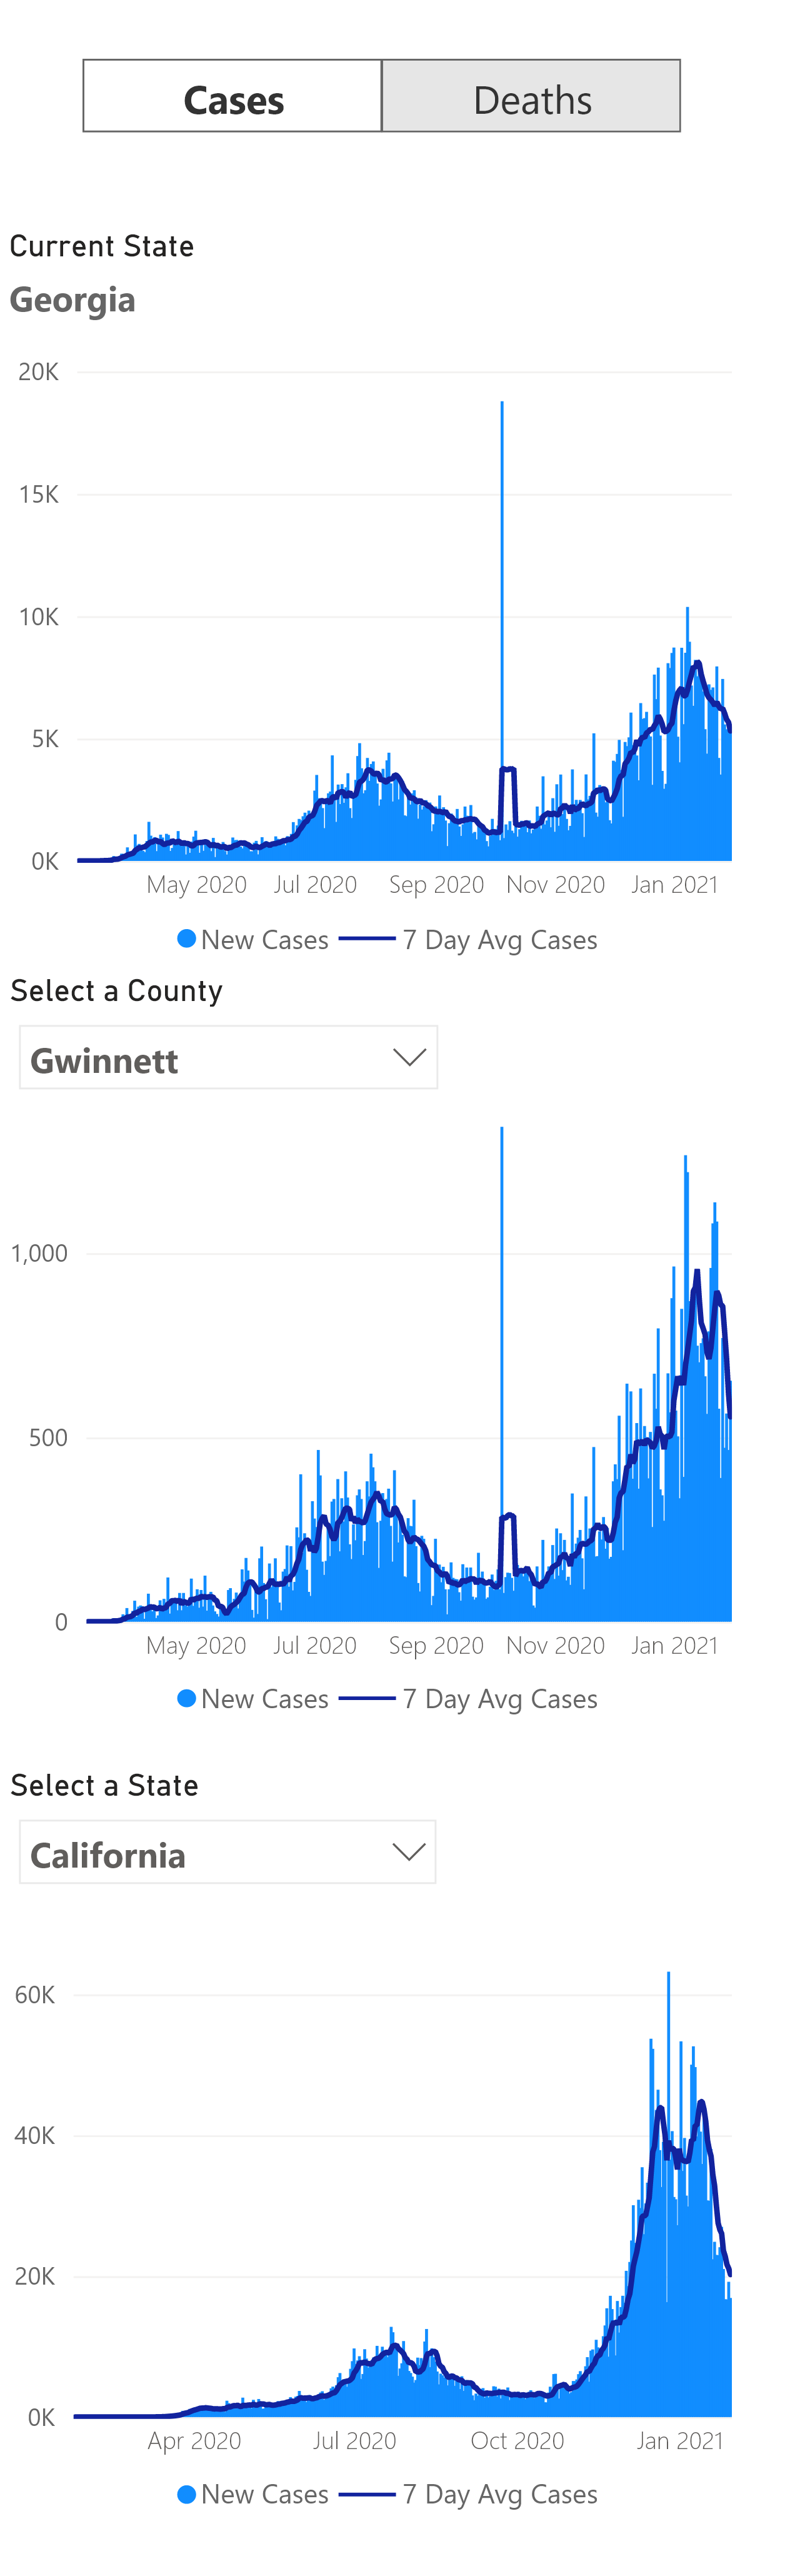 Cases Deaths
Current State
Georgia
20K
15K
10K
5K
0K
May 2020 Jul 2020 Sep 2020 Nov 2020 Jan 2021
New Cases 7 Day Avg Cases
Select a County
Gwinnett
1,000
500
0
May 2020 Jul 2020 Sep 2020 Nov 2020 Jan 2021
New Cases 7 Day Avg Cases
Select a State
California
60K
40K
20K
0K
Apr 2020 Jul 2020 Oct 2020 Jan 2021
New Cases 7 Day Avg Cases